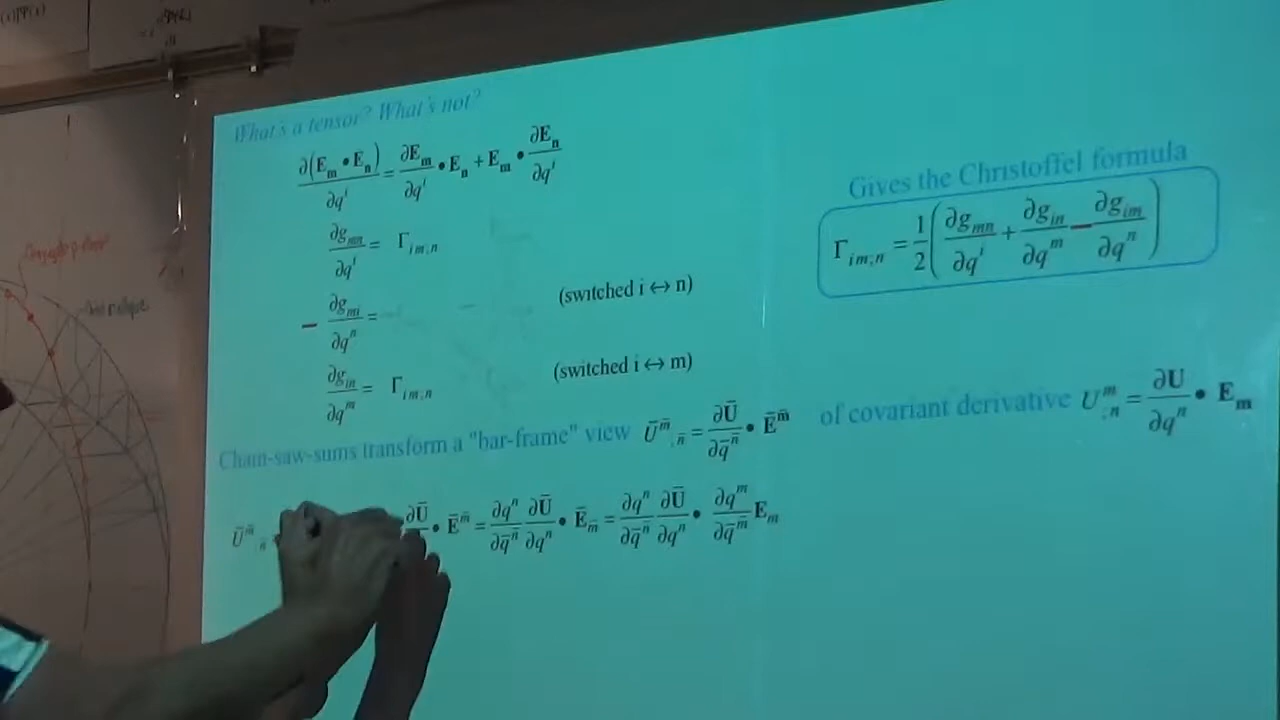 What's a tensor? What's not?
∂(E_m • E_n)/∂q^i = ∂E_m/∂q^i • E_n + E_m • ∂E_n/∂q^i
Gives the Christoffel formula
∂g_mn/∂q^i = Γ_im;n
Γ_im;n = 1/2 (∂g_mn/∂q^i + ∂g_in/∂q^m − ∂g_im/∂q^n)
− ∂g_mi/∂q^n = (switched i ↔ n)
∂g_in/∂q^m = Γ_im;n (switched i ↔ m)
Chain-saw-sums transform a "bar-frame" view Ū^m̄_;n̄ = ∂Ū/∂q̄^n̄ • Ē^m̄ of covariant derivative U^m_;n = ∂U/∂q^n • E_m
Ū^m̄_;n̄ ∂Ū • Ē^m̄ = ∂q^n/∂q̄^n̄ ∂Ū/∂q^n • Ē_m̄ = ∂q^n/∂q̄^n̄ ∂Ū/∂q^n • ∂q^m/∂q̄^m̄ E_m